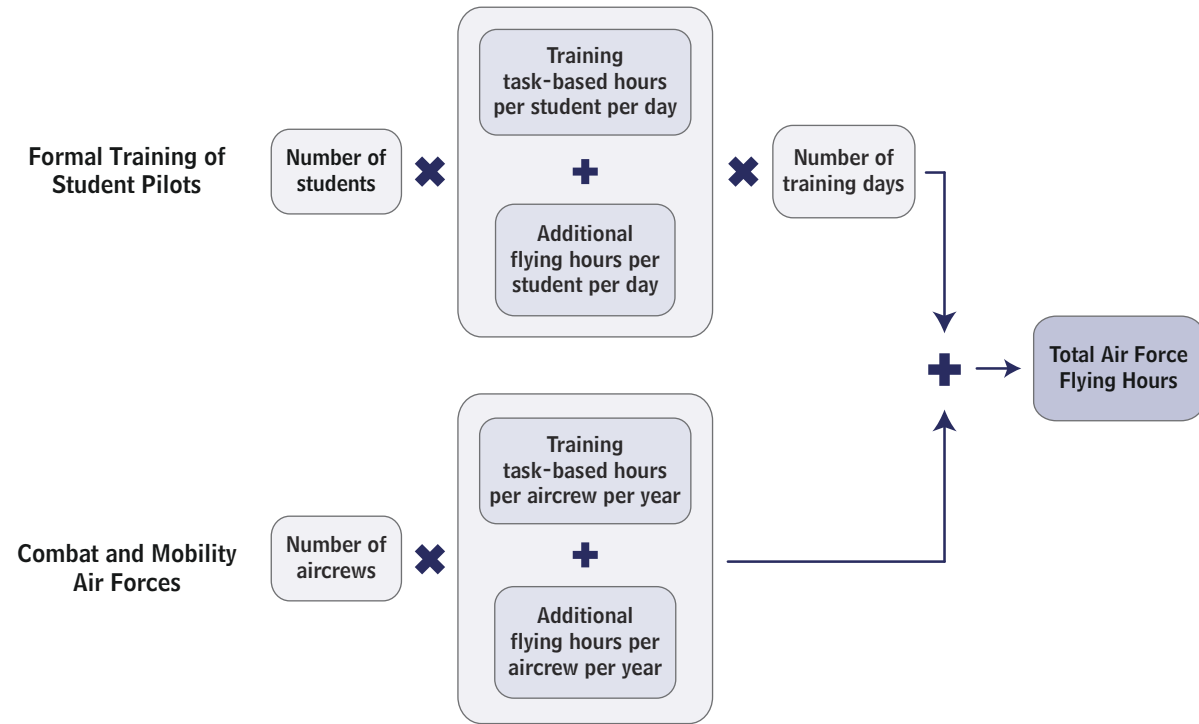 Formal Training of
Student Pilots
Number of
students
Training
task-based hours
per student per day
Additional
flying hours per
student per day
Number of
training days
Combat and Mobility
Air Forces
Number of
aircrews
Training
task-based hours
per aircrew per year
Additional
flying hours per
aircrew per year
Total Air Force
Flying Hours